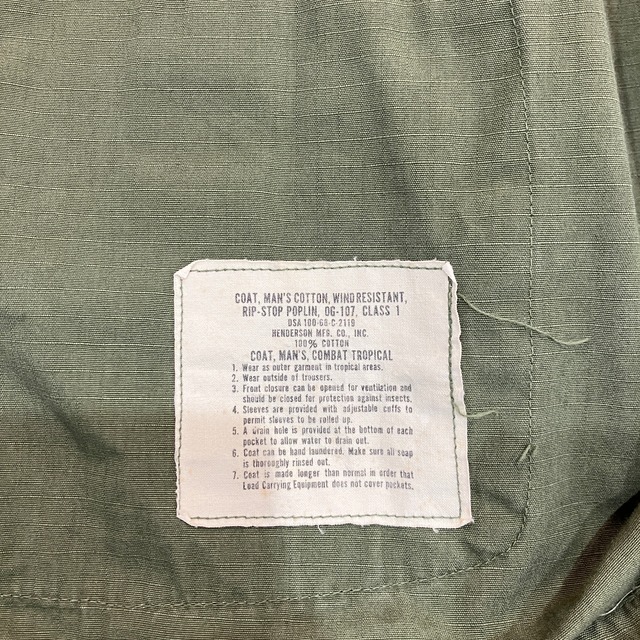 COAT, MAN'S COTTON, WIND RESISTANT,
RIP-STOP POPLIN, OG-107, CLASS 1
DSA 100-68-C-2119
HENDERSON MFG. CO., INC.
100% COTTON
COAT, MAN'S, COMBAT TROPICAL
1. Wear as outer garment in tropical areas.
2. Wear outside of trousers.
3. Front closure can be opened for ventilation and
should be closed for protection against insects.
4. Sleeves are provided with adjustable cuffs to
permit sleeves to be rolled up.
5. A drain hole is provided at the bottom of each
pocket to allow water to drain out.
6. Coat can be hand laundered. Make sure all soap
is thoroughly rinsed out.
7. Coat is made longer than normal in order that
Load Carrying Equipment does not cover pockets.